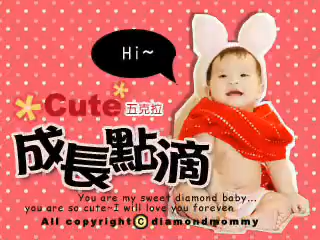 Hi~
Cute 五克拉
成長點滴
You are my sweet diamond baby...
you are so cute~I will love you foreven
All copyright©diamondmommy